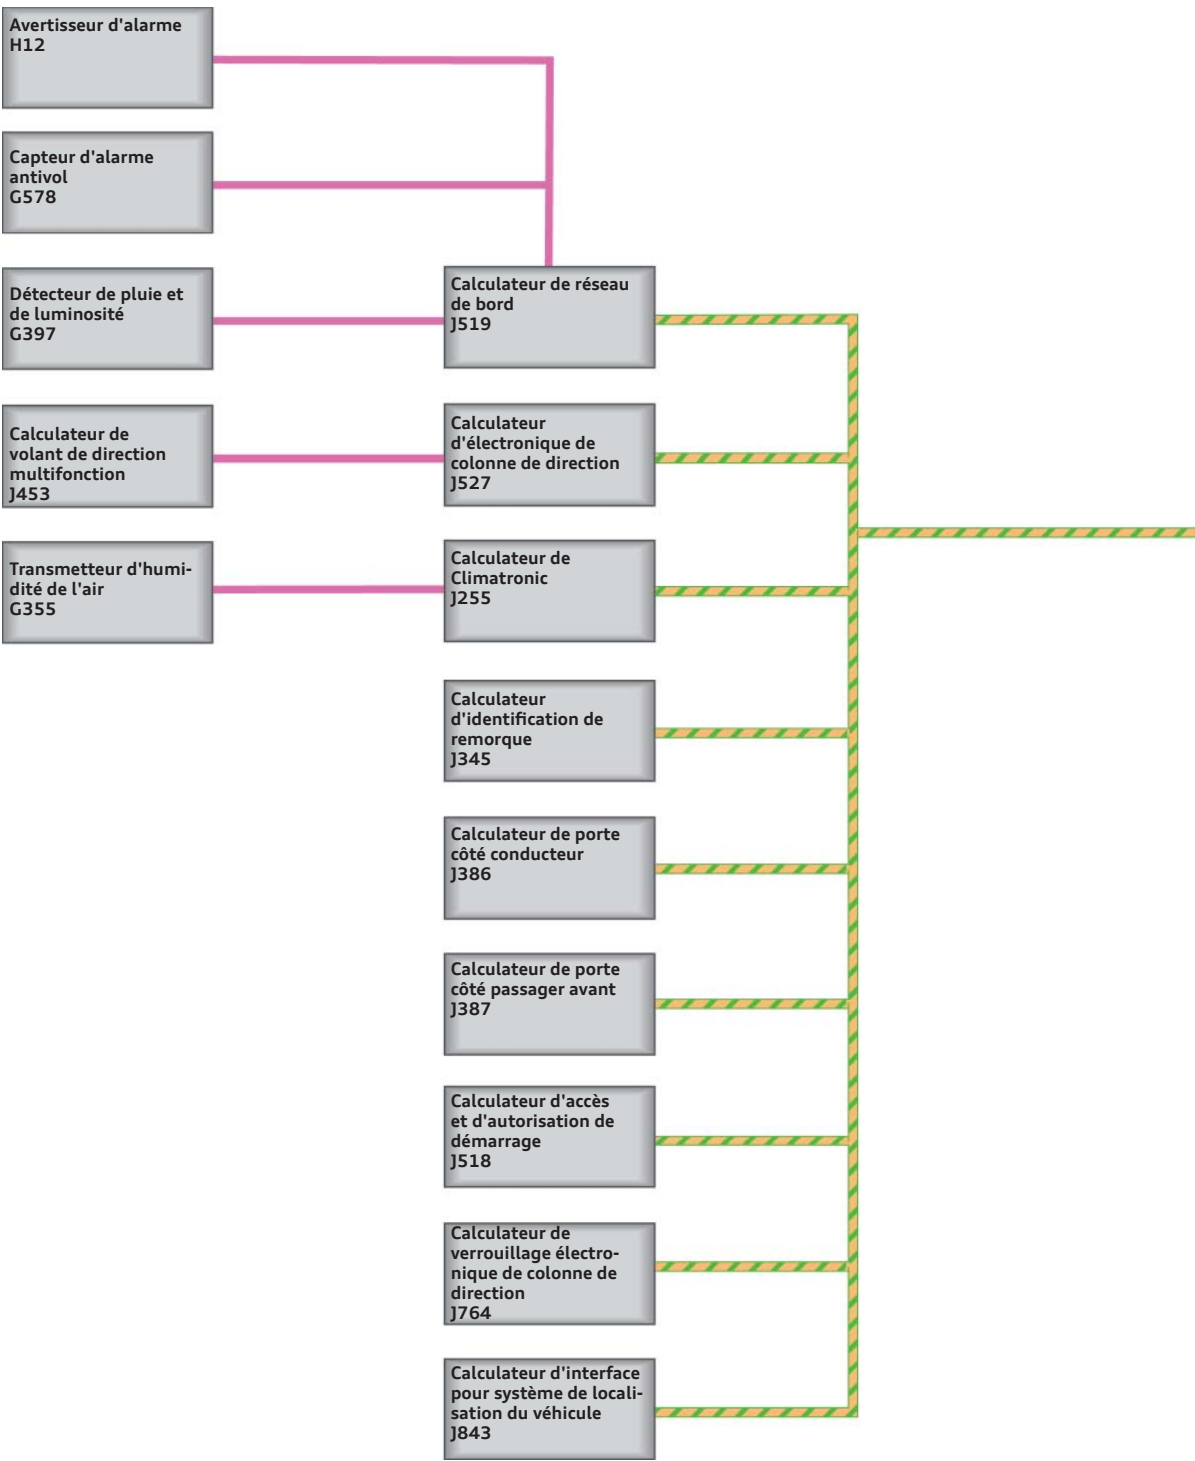 Avertisseur d'alarme
H12
Capteur d'alarme
antivol
G578
Détecteur de pluie et
de luminosité
G397
Calculateur de
volant de direction
multifonction
J453
Transmetteur d'humi-
dité de l'air
G355
Calculateur de réseau
de bord
J519
Calculateur
d'électronique de
colonne de direction
J527
Calculateur de
Climatronic
J255
Calculateur
d'identification de
remorque
J345
Calculateur de porte
côté conducteur
J386
Calculateur de porte
côté passager avant
J387
Calculateur d'accès
et d'autorisation de
démarrage
J518
Calculateur de
verrouillage électro-
nique de colonne de
direction
J764
Calculateur d'interface
pour système de locali-
sation du véhicule
J843